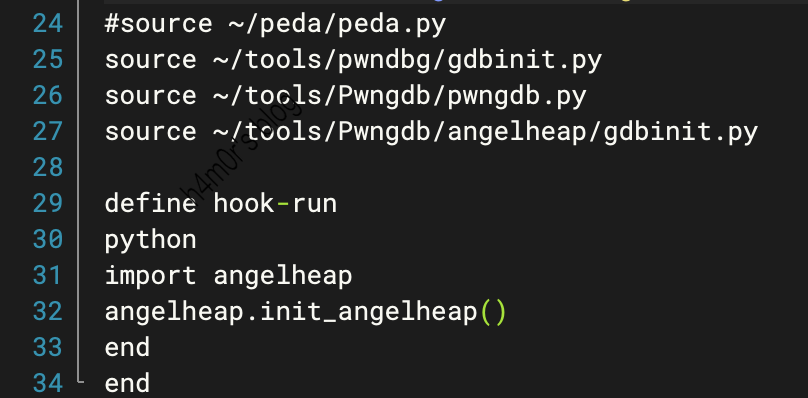 24 #source ~/peda/peda.py
25 source ~/tools/pwndbg/gdbinit.py
26 source ~/tools/Pwngdb/pwngdb.py
27 source ~/tools/Pwngdb/angelheap/gdbinit.py
28
29 define hook-run
30 python
31 import angelheap
32 angelheap.init_angelheap()
33 end
34 end
h4m0r's blog